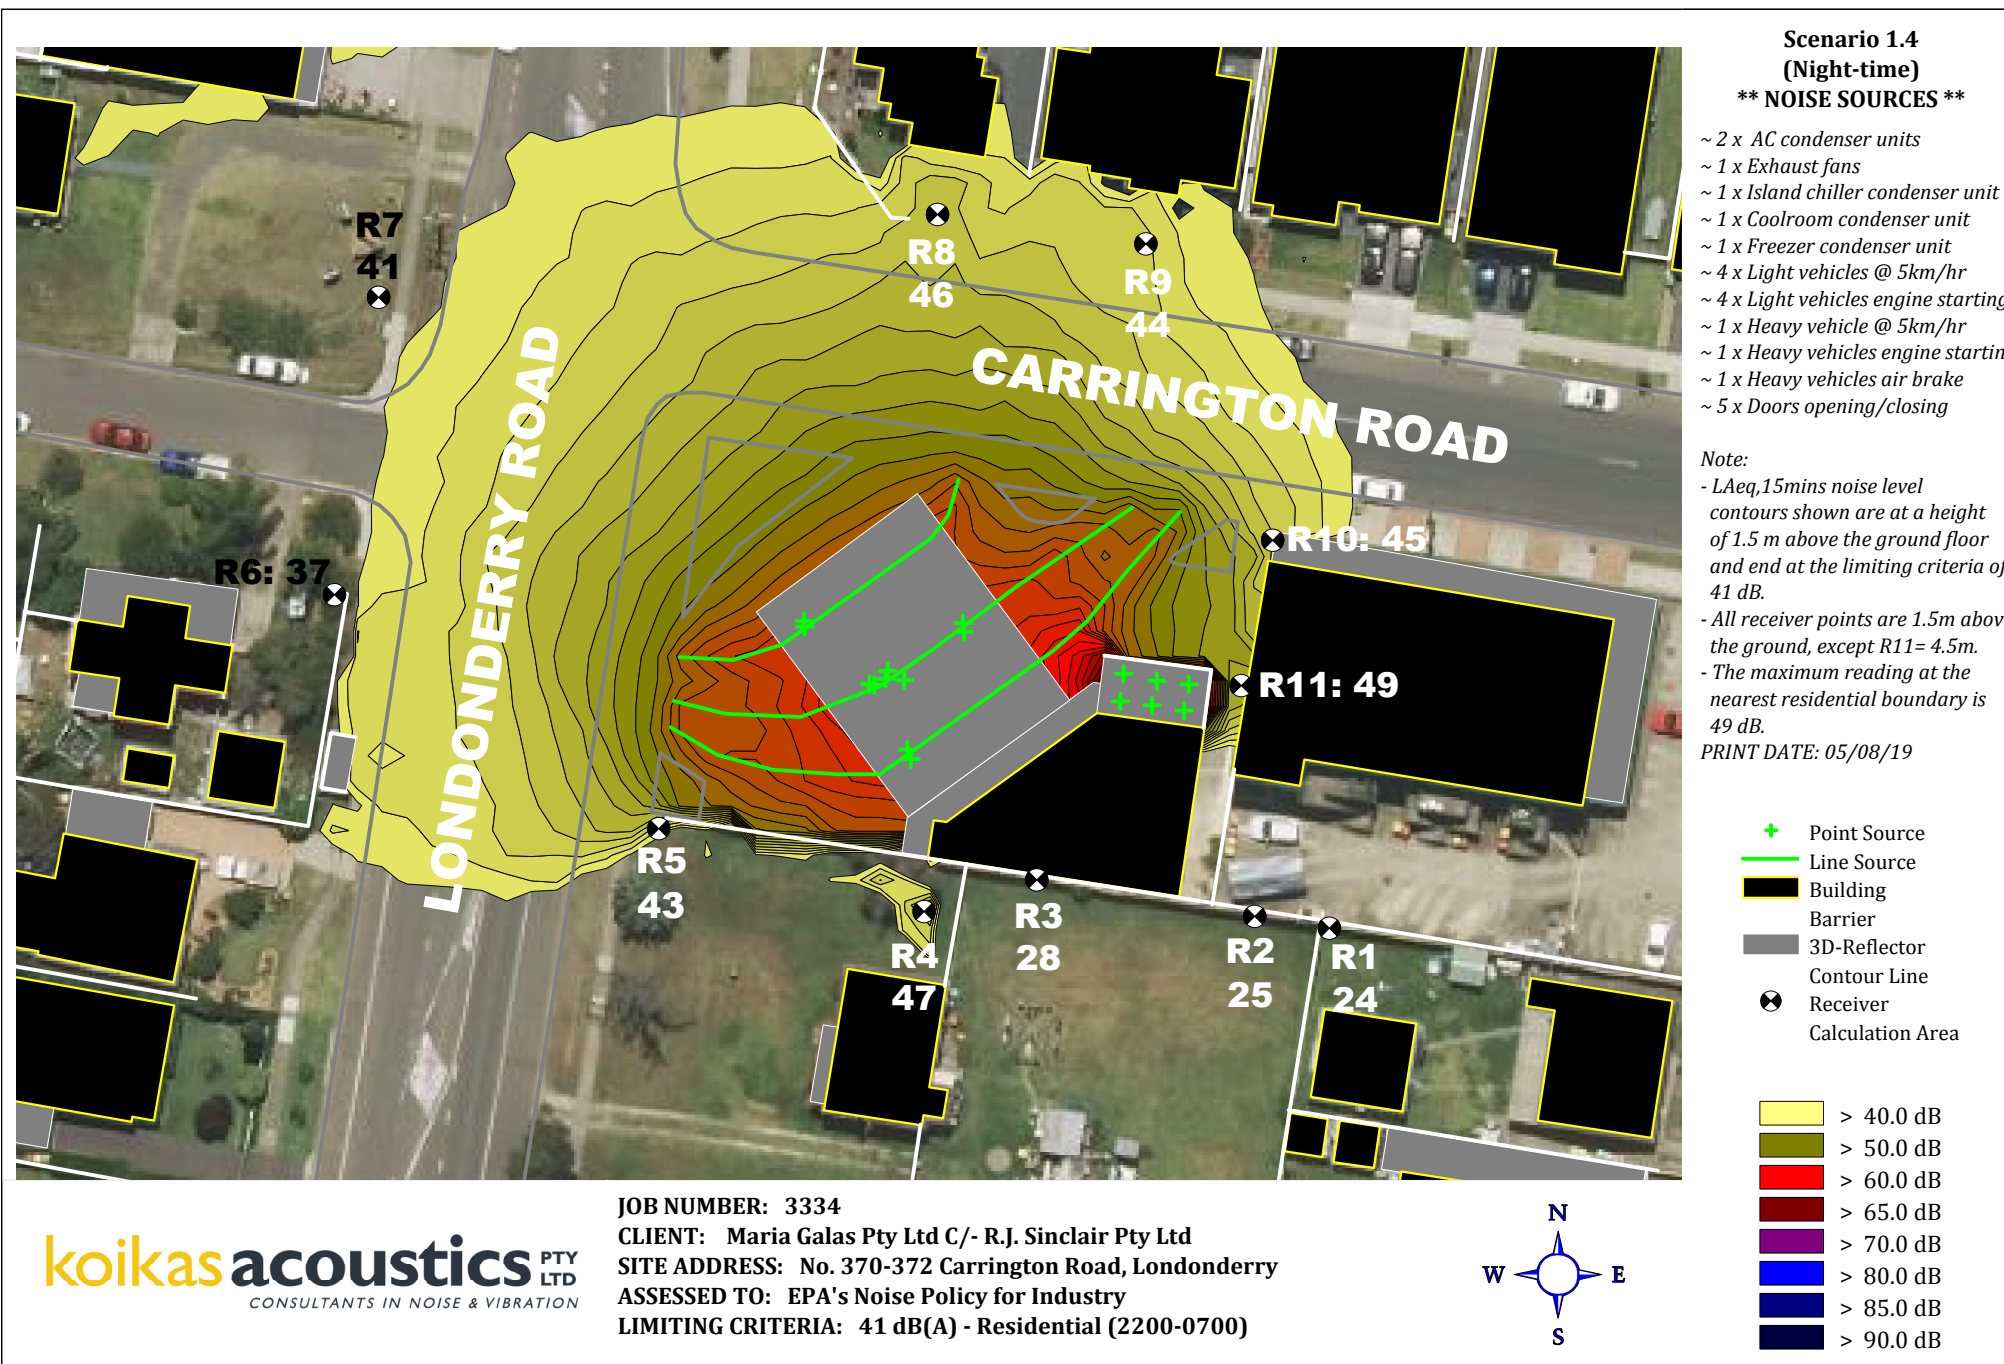 Scenario 1.4
(Night-time)
** NOISE SOURCES **
~ 2 x  AC condenser units
~ 1 x Exhaust fans
~ 1 x Island chiller condenser unit
~ 1 x Coolroom condenser unit
~ 1 x Freezer condenser unit
~ 4 x Light vehicles @ 5km/hr
~ 4 x Light vehicles engine starting
~ 1 x Heavy vehicle @ 5km/hr
~ 1 x Heavy vehicles engine startin
~ 1 x Heavy vehicles air brake
~ 5 x Doors opening/closing
Note:
- LAeq,15mins noise level
contours shown are at a height
of 1.5 m above the ground floor
and end at the limiting criteria of
41 dB.
- All receiver points are 1.5m abov
the ground, except R11= 4.5m.
- The maximum reading at the
nearest residential boundary is
49 dB.
PRINT DATE: 05/08/19
Point Source
Line Source
Building
Barrier
3D-Reflector
Contour Line
Receiver
Calculation Area
> 40.0 dB
> 50.0 dB
> 60.0 dB
> 65.0 dB
> 70.0 dB
> 80.0 dB
> 85.0 dB
> 90.0 dB
R7
41
R8
46
R9
44
CARRINGTON ROAD
LONDONDERRY ROAD
R10: 45
R6: 37
R11: 49
R5
43
R4
47
R3
28
R2
25
R1
24
koikas acoustics PTY LTD
CONSULTANTS IN NOISE & VIBRATION
JOB NUMBER: 3334
CLIENT: Maria Galas Pty Ltd C/- R.J. Sinclair Pty Ltd
SITE ADDRESS: No. 370-372 Carrington Road, Londonderry
ASSESSED TO: EPA's Noise Policy for Industry
LIMITING CRITERIA: 41 dB(A) - Residential (2200-0700)
N
W E
S